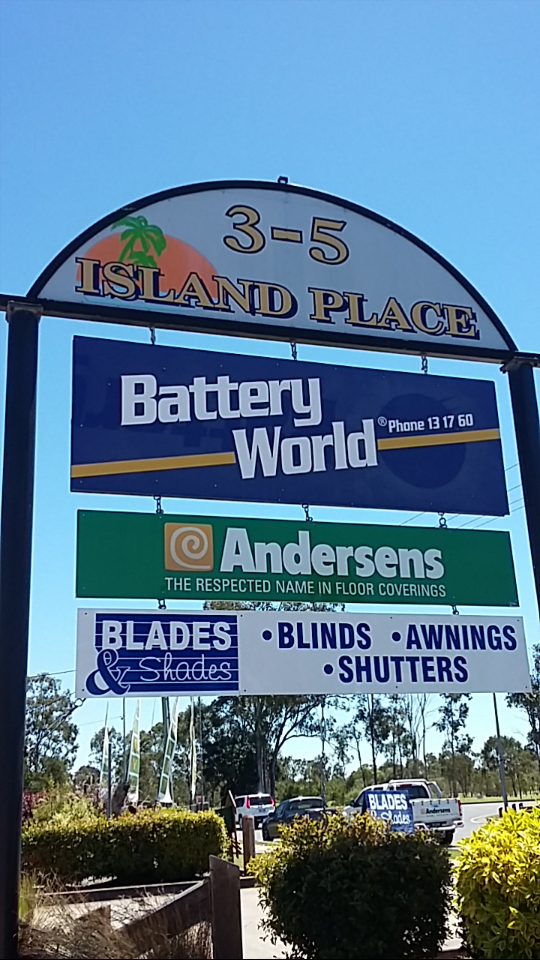 3-5
ISLAND PLACE
Battery
World® Phone 13 17 60
Andersens
THE RESPECTED NAME IN FLOOR COVERINGS
BLADES
& Shades
•BLINDS •AWNINGS
•SHUTTERS
BLADES
& Shades
Andersens